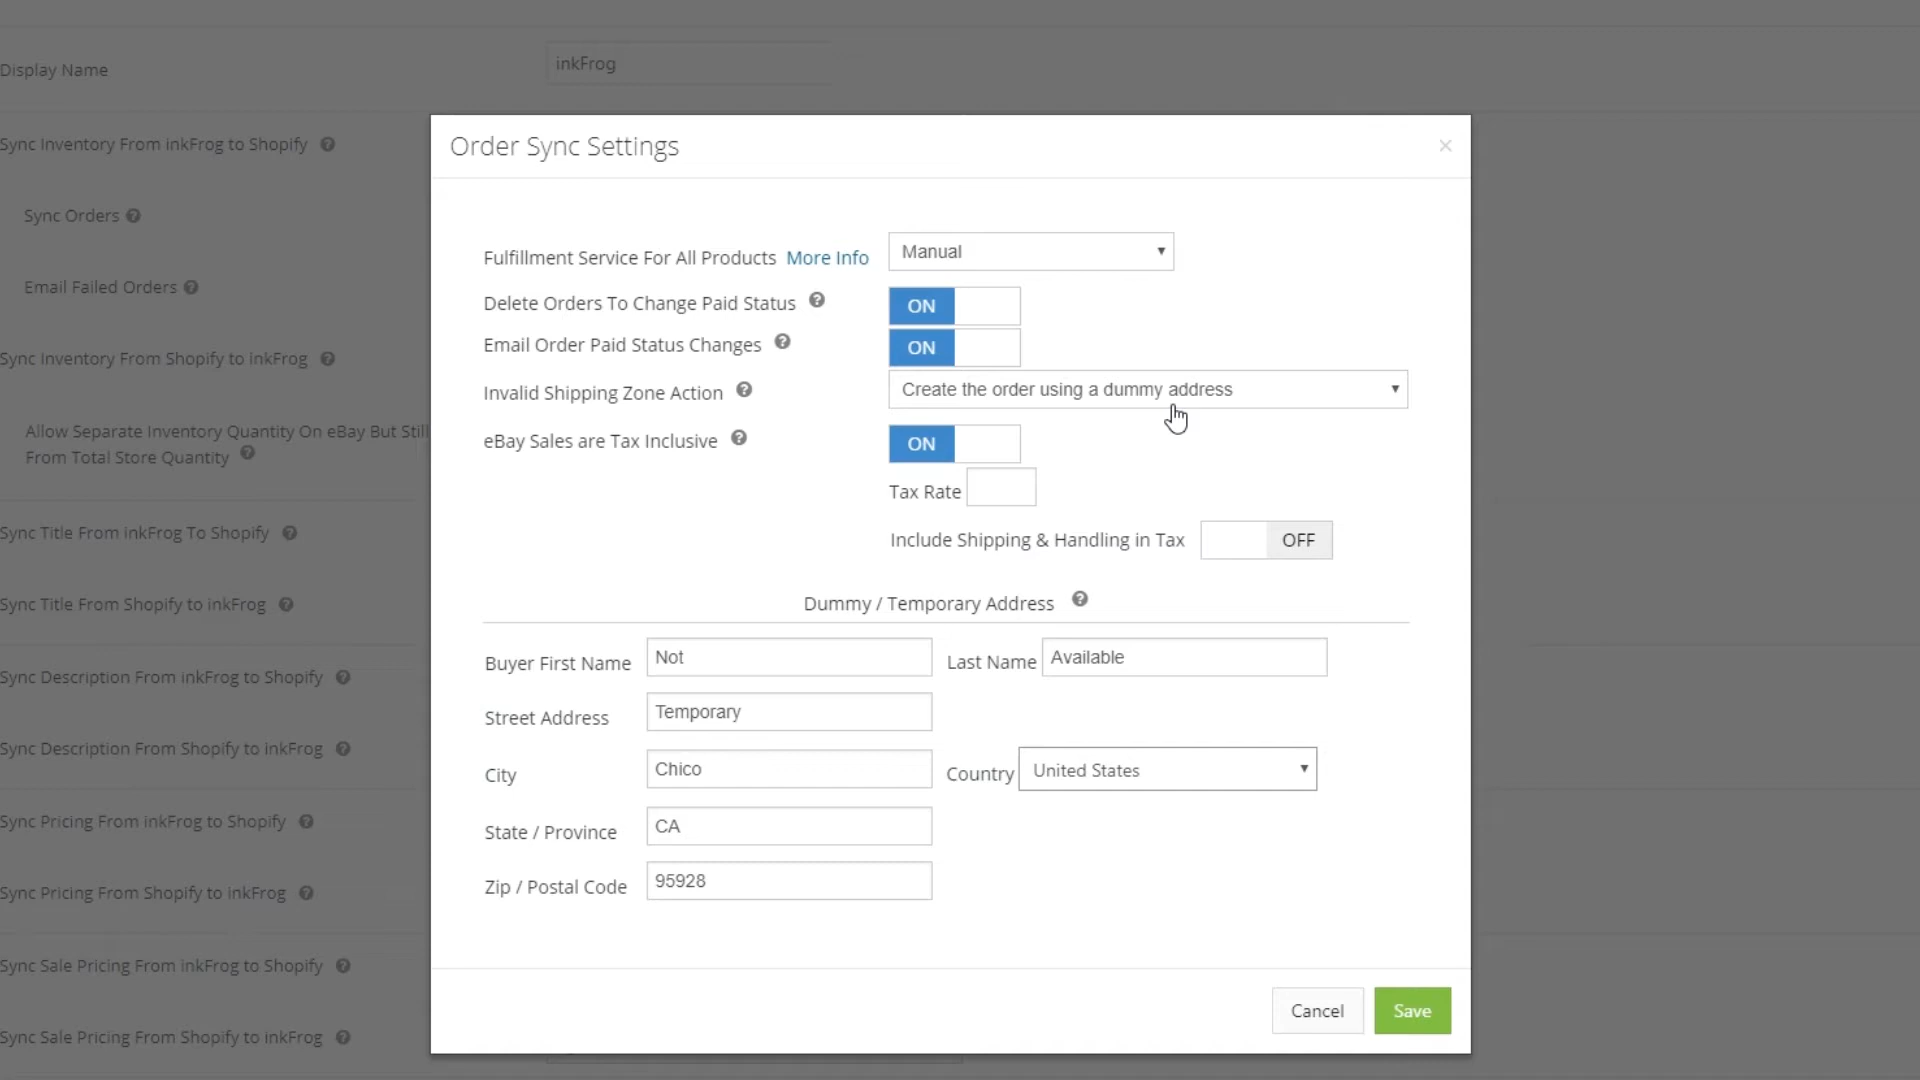 Display Name
inkFrog
Sync Inventory From inkFrog to Shopify
Sync Orders
Email Failed Orders
Sync Inventory From Shopify to inkFrog
Allow Separate Inventory Quantity On eBay But Still
From Total Store Quantity
Sync Title From inkFrog To Shopify
Sync Title From Shopify to inkFrog
Sync Description From inkFrog to Shopify
Sync Description From Shopify to inkFrog
Sync Pricing From inkFrog to Shopify
Sync Pricing From Shopify to inkFrog
Sync Sale Pricing From inkFrog to Shopify
Sync Sale Pricing From Shopify to inkFrog
Order Sync Settings
×
Fulfillment Service For All Products More Info Manual
Delete Orders To Change Paid Status ON
Email Order Paid Status Changes ON
Invalid Shipping Zone Action Create the order using a dummy address
eBay Sales are Tax Inclusive ON
Tax Rate
Include Shipping & Handling in Tax OFF
Dummy / Temporary Address
Buyer First Name Not Last Name Available
Street Address Temporary
City Chico Country United States
State / Province CA
Zip / Postal Code 95928
Cancel Save